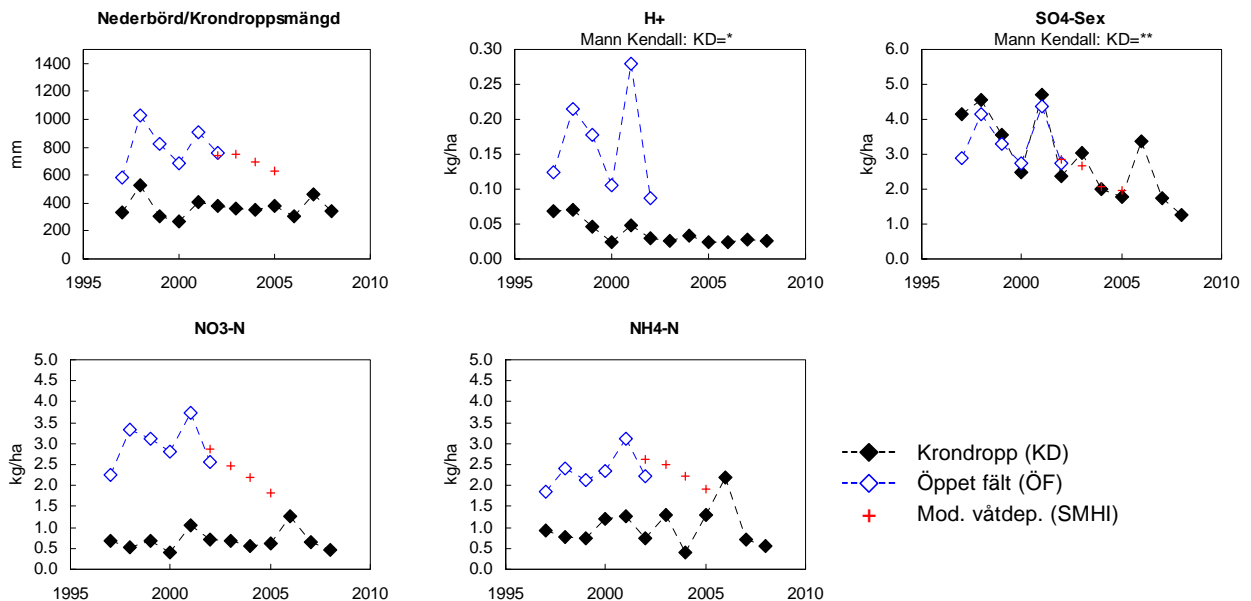 Nederbörd/Krondroppsmängd
mm
1400
1200
1000
800
600
400
200
0
1995 2000 2005 2010
H+
Mann Kendall: KD=*
kg/ha
0.30
0.25
0.20
0.15
0.10
0.05
0.00
1995 2000 2005 2010
SO4-Sex
Mann Kendall: KD=**
kg/ha
6.0
5.0
4.0
3.0
2.0
1.0
0.0
1995 2000 2005 2010
NO3-N
kg/ha
5.0
4.5
4.0
3.5
3.0
2.5
2.0
1.5
1.0
0.5
0.0
1995 2000 2005 2010
NH4-N
kg/ha
5.0
4.5
4.0
3.5
3.0
2.5
2.0
1.5
1.0
0.5
0.0
1995 2000 2005 2010
Krondropp (KD)
Öppet fält (ÖF)
Mod. våtdep. (SMHI)